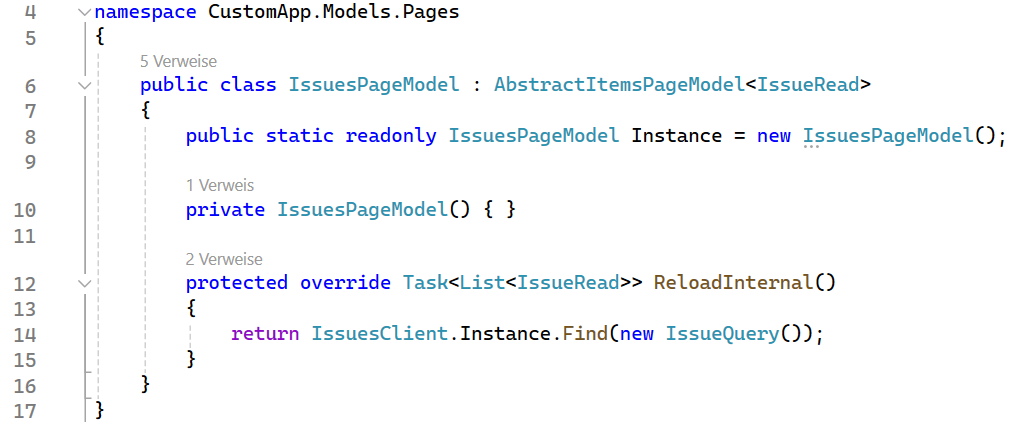 4 namespace CustomApp.Models.Pages
5 {
5 Verweise
6 public class IssuesPageModel : AbstractItemsPageModel<IssueRead>
7 {
8 public static readonly IssuesPageModel Instance = new IssuesPageModel();
9
1 Verweis
10 private IssuesPageModel() { }
11
2 Verweise
12 protected override Task<List<IssueRead>> ReloadInternal()
13 {
14 return IssuesClient.Instance.Find(new IssueQuery());
15 }
16 }
17 }